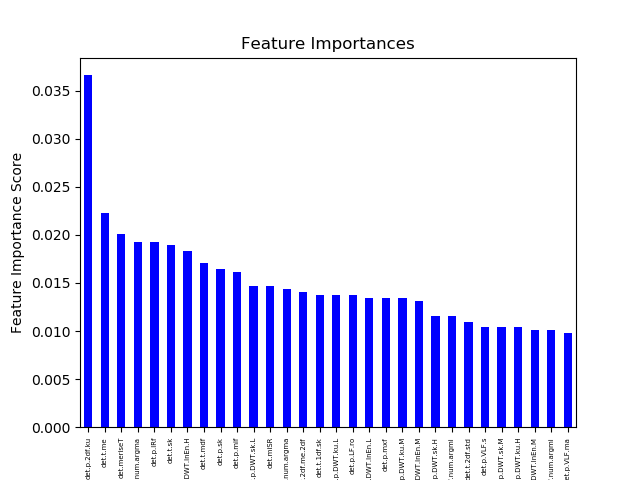 Feature Importances
Feature Importance Score
0.035
0.030
0.025
0.020
0.015
0.010
0.005
0.000
det.p.2df.ku
det.t.me
det.meriseT
num.argma
det.p.IRf
det.t.sk
DWT.lnEn.H
det.t.mdf
det.p.sk
det.p.mif
.p.DWT.sk.L
det.mISR
num.argma
.2df.me.2df
det.t.1df.sk
.p.DWT.ku.L
det.p.LF.ro
DWT.lnEn.L
det.p.mxf
.p.DWT.ku.M
DWT.lnEn.M
.p.DWT.sk.H
.num.argmi
det.t.2df.std
det.p.VLF.s
.p.DWT.sk.M
.p.DWT.ku.H
DWT.lnEn.M
.num.argmi
et.p.VLF.ma